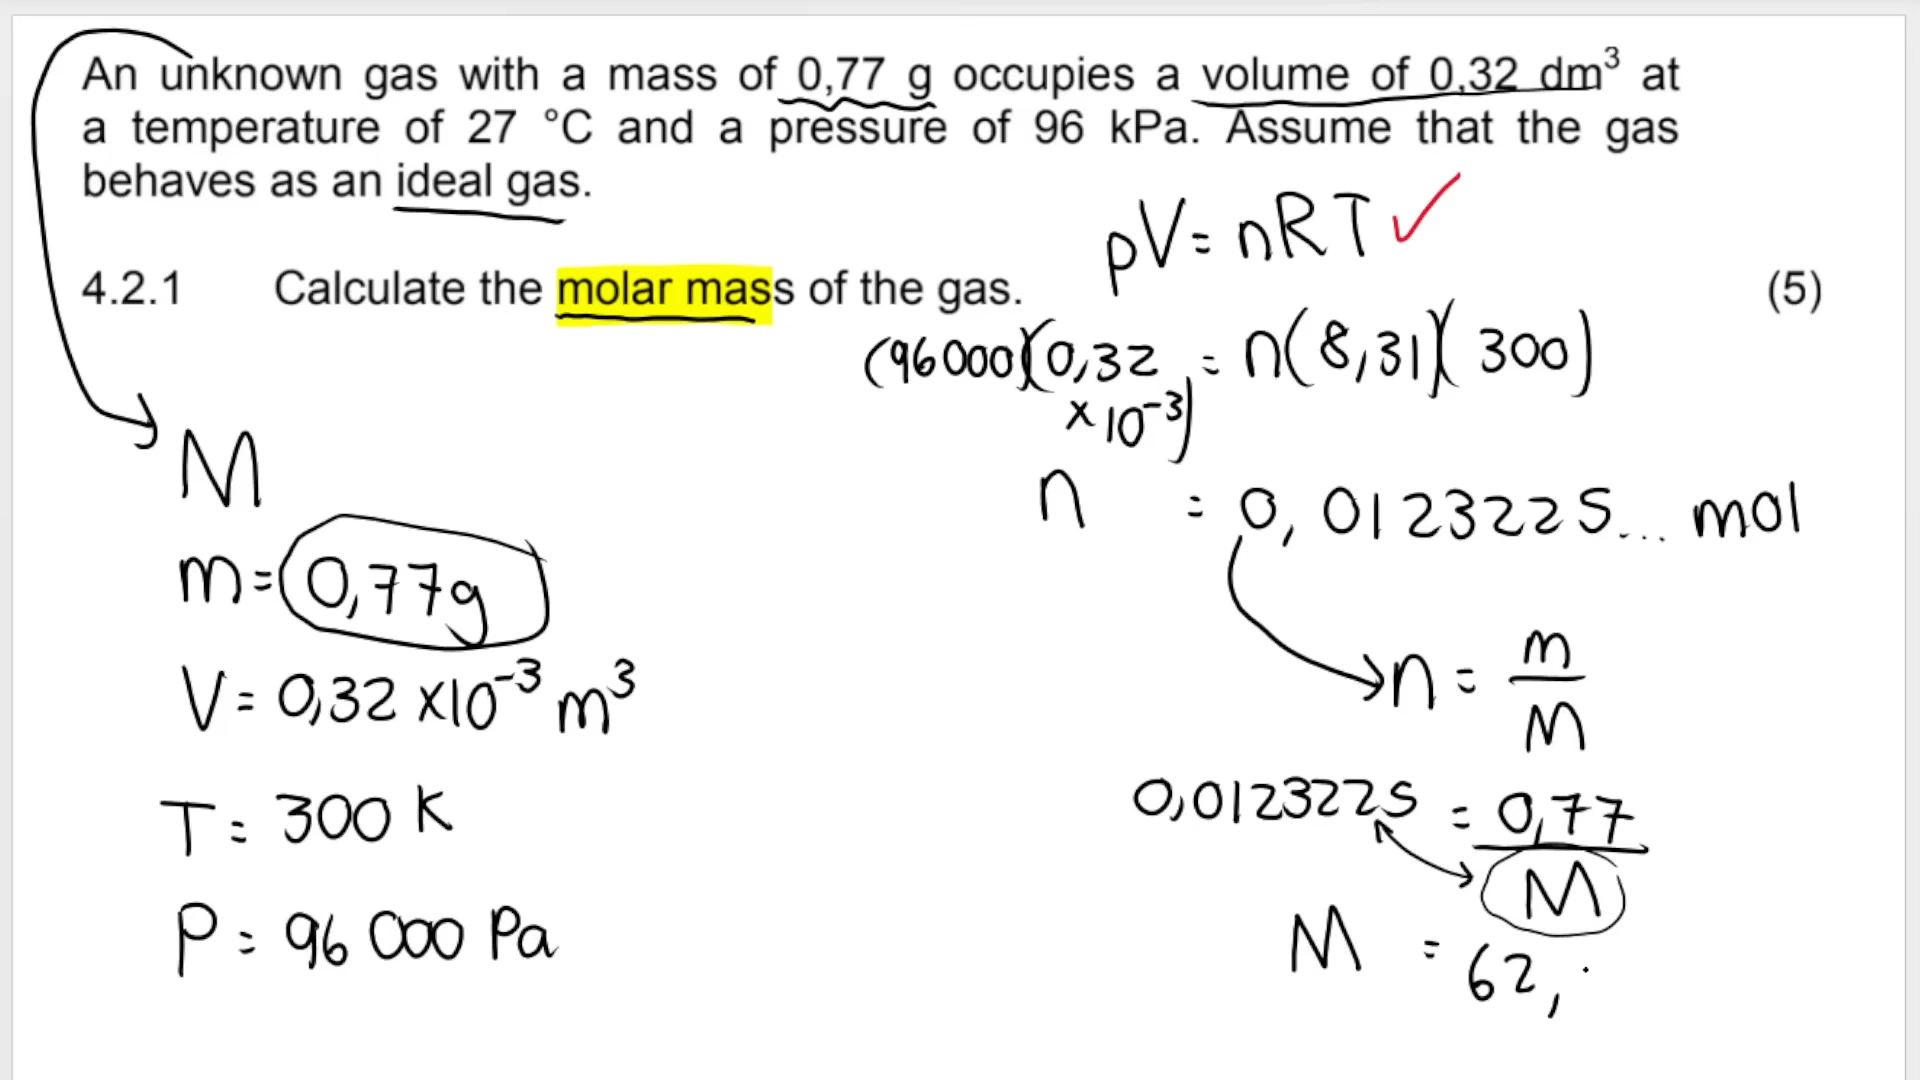 An unknown gas with a mass of 0,77 g occupies a volume of 0,32 dm³ at
a temperature of 27 °C and a pressure of 96 kPa. Assume that the gas
behaves as an ideal gas.
pV = nRT ✓
4.2.1 Calculate the molar mass of the gas. (5)
(96 000)(0,32 × 10⁻³) = n(8,31)(300)
n = 0,0123225... mol
M
m = 0,77g
V = 0,32 × 10⁻³ m³
T = 300 K
P = 96 000 Pa
n = m/M
0,0123225 = 0,77/M
M = 62,